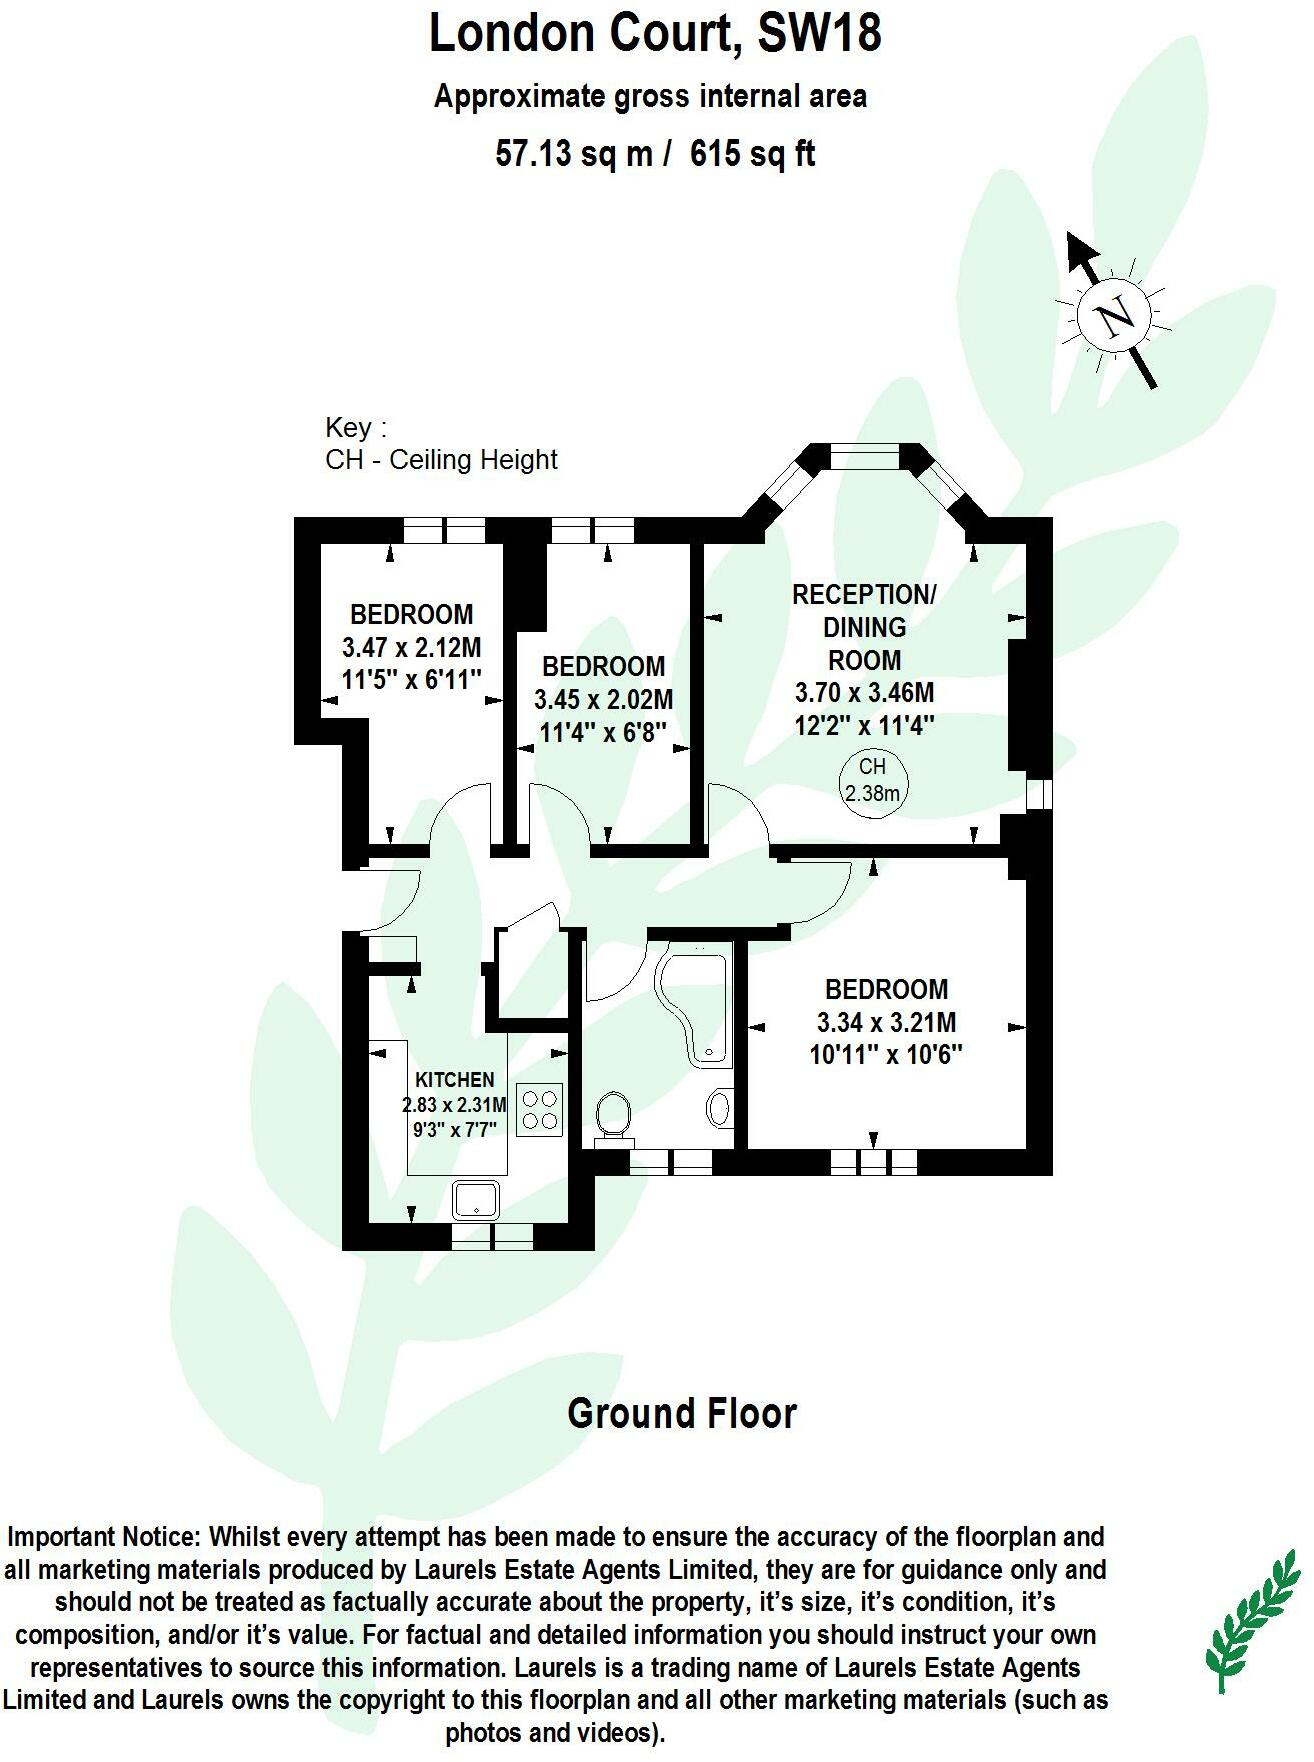 London Court, SW18
Approximate gross internal area
57.13 sq m / 615 sq ft
N
Key :
CH - Ceiling Height
BEDROOM
3.47 x 2.12M
11'5" x 6'11"
BEDROOM
3.45 x 2.02M
11'4" x 6'8"
RECEPTION/
DINING
ROOM
3.70 x 3.46M
12'2" x 11'4"
CH
2.38m
BEDROOM
3.34 x 3.21M
10'11" x 10'6"
KITCHEN
2.83 x 2.31M
9'3" x 7'7"
Ground Floor
Important Notice: Whilst every attempt has been made to ensure the accuracy of the floorplan and
all marketing materials produced by Laurels Estate Agents Limited, they are for guidance only and
should not be treated as factually accurate about the property, it's size, it's condition, it's
composition, and/or it's value. For factual and detailed information you should instruct your own
representatives to source this information. Laurels is a trading name of Laurels Estate Agents
Limited and Laurels owns the copyright to this floorplan and all other marketing materials (such as
photos and videos).